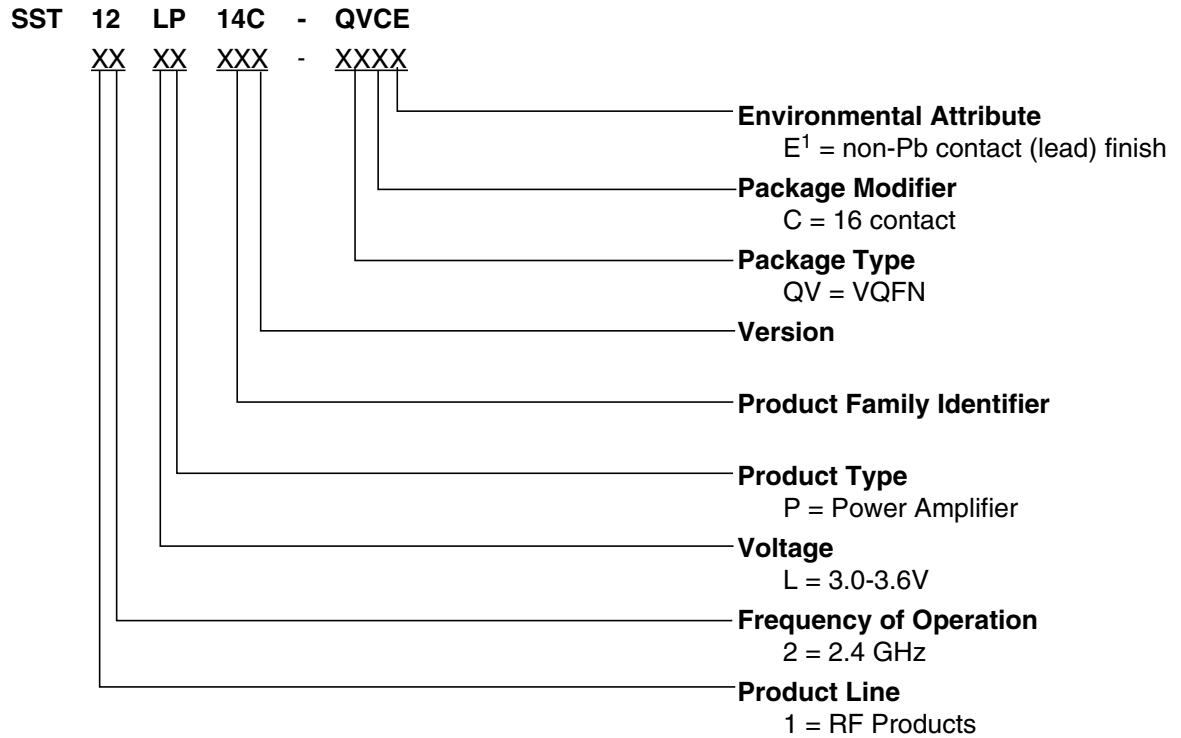 SST 12 LP 14C - QVCE
XX XX XXX - XXXX
Environmental Attribute
E¹ = non-Pb contact (lead) finish
Package Modifier
C = 16 contact
Package Type
QV = VQFN
Version
Product Family Identifier
Product Type
P = Power Amplifier
Voltage
L = 3.0-3.6V
Frequency of Operation
2 = 2.4 GHz
Product Line
1 = RF Products